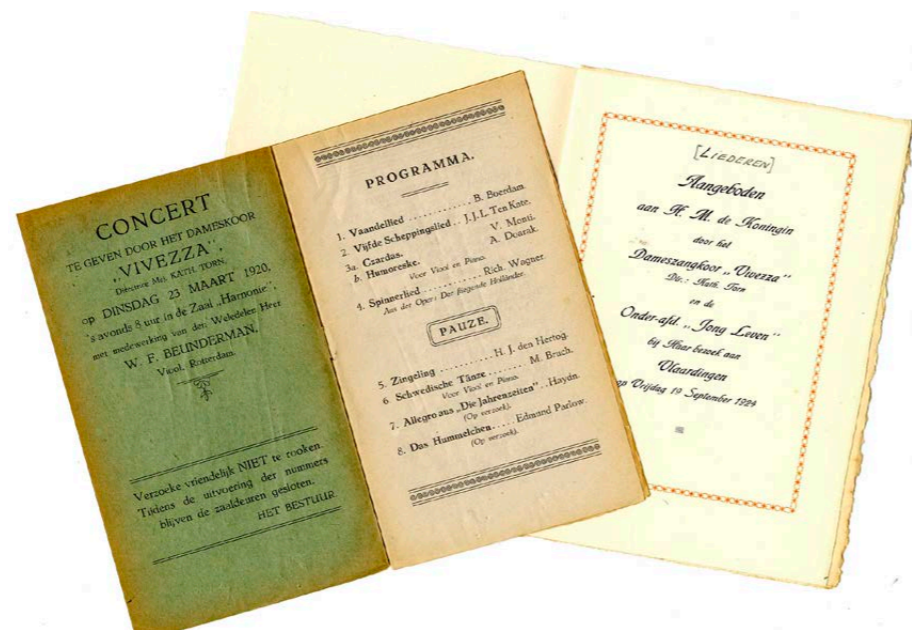 CONCERT
TE GEVEN DOOR HET DAMESKOOR
„VIVEZZA”
Directrice Mej. KATH. TORN.
op DINSDAG 23 MAART 1920,
's avonds 8 uur in de Zaal „Harmonie”,
met medewerking van den Weledelen Heer
W. F. BEUNDERMAN,
Viool, Rotterdam.
Verzoeke vriendelijk NIET te rooken.
Tijdens de uitvoering der nummers
blijven de zaaldeuren gesloten.
HET BESTUUR
PROGRAMMA.
1. Vaandellied ............ B. Boerdam.
2. Vijfde Scheppingslied .. J. J. L. Ten Kate.
3a. Czardas. V. Monti.
b. Humoreske. A. Dvarak.
Voor Viool en Piano.
4. Spinnerlied ........ Rich. Wagner.
Aus der Oper: Der fliegende Holländer.
PAUZE.
5. Zingeling ........ H. J. den Hertog.
6 Schwedische Tänze ....... M. Bruch.
Voor Viool en Piano.
7. Allegro aus „Die Jahrenzeiten” .. Haydn.
(Op verzoek).
8. Das Hummelchen..... Edmund Parlow.
(Op verzoek).
[LIEDEREN]
Aangeboden
aan H. M. de Koningin
door het
Dameszangkoor „Vivezza”
Dir.: Kath. Torn
en de
Onder-afd. „Jong Leven”
bij Haar bezoek aan
Vlaardingen
op Vrijdag 19 September 1924